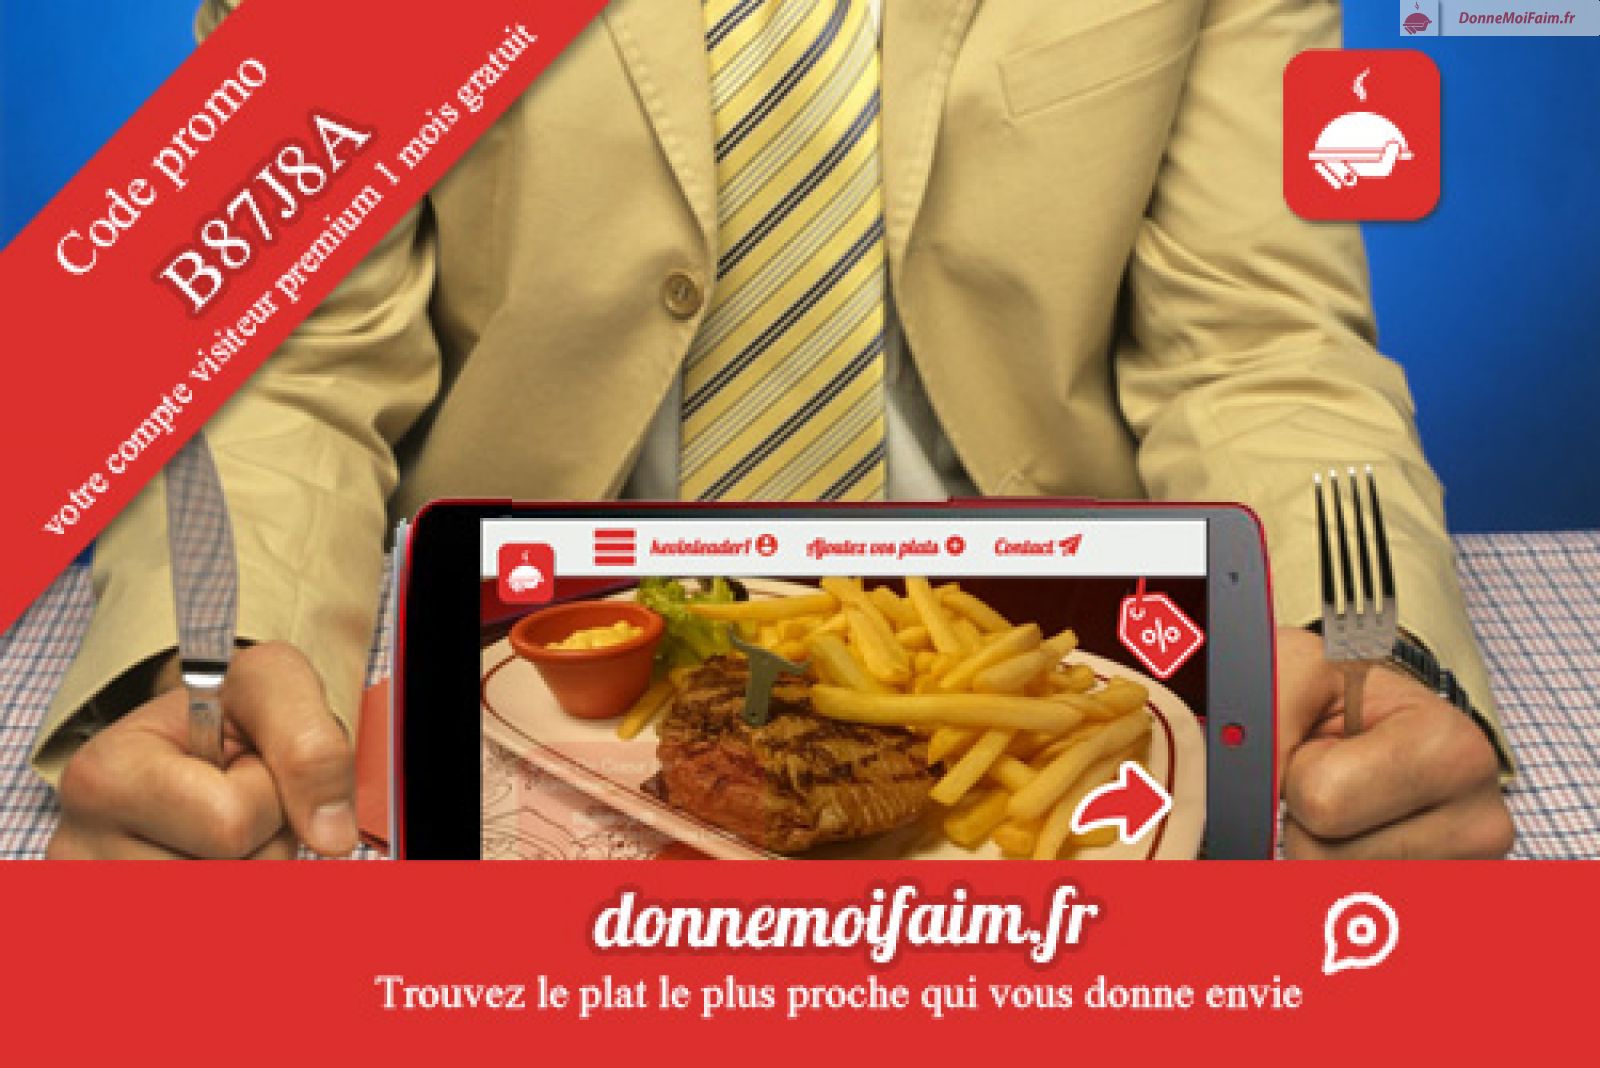 DonneMoiFaim.fr
Code promo
B87J8A
votre compte visiteur premium 1 mois gratuit
kevinleader1
Ajoutez vos plats
Contact
%
donnemoifaim.fr
Trouvez le plat le plus proche qui vous donne envie